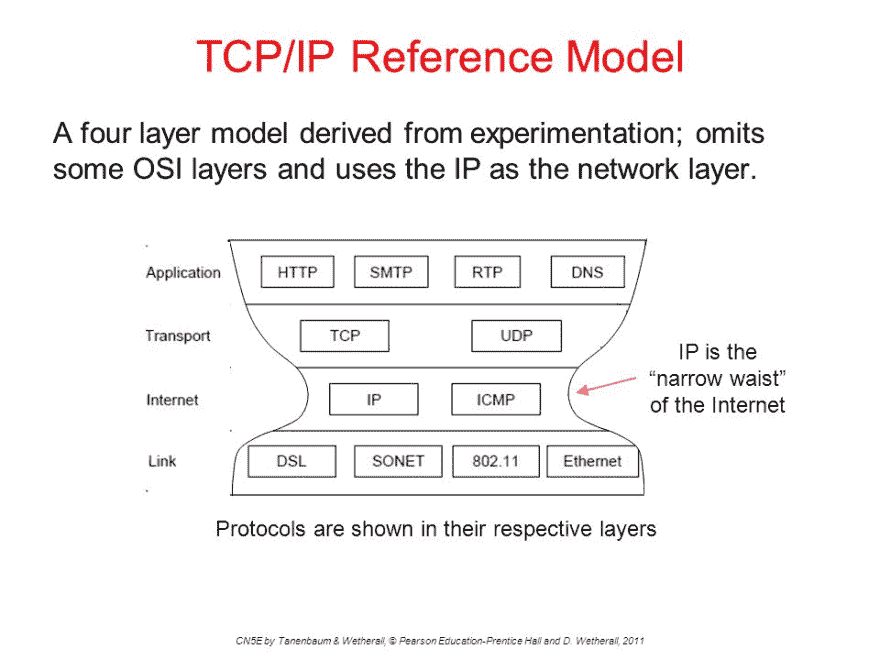 TCP/IP Reference Model
A four layer model derived from experimentation; omits
some OSI layers and uses the IP as the network layer.
Application HTTP SMTP RTP DNS
Transport TCP UDP
IP is the
“narrow waist”
of the Internet
Internet IP ICMP
Link DSL SONET 802.11 Ethernet
Protocols are shown in their respective layers
CN5E by Tanenbaum & Wetherall, © Pearson Education-Prentice Hall and D. Wetherall, 2011